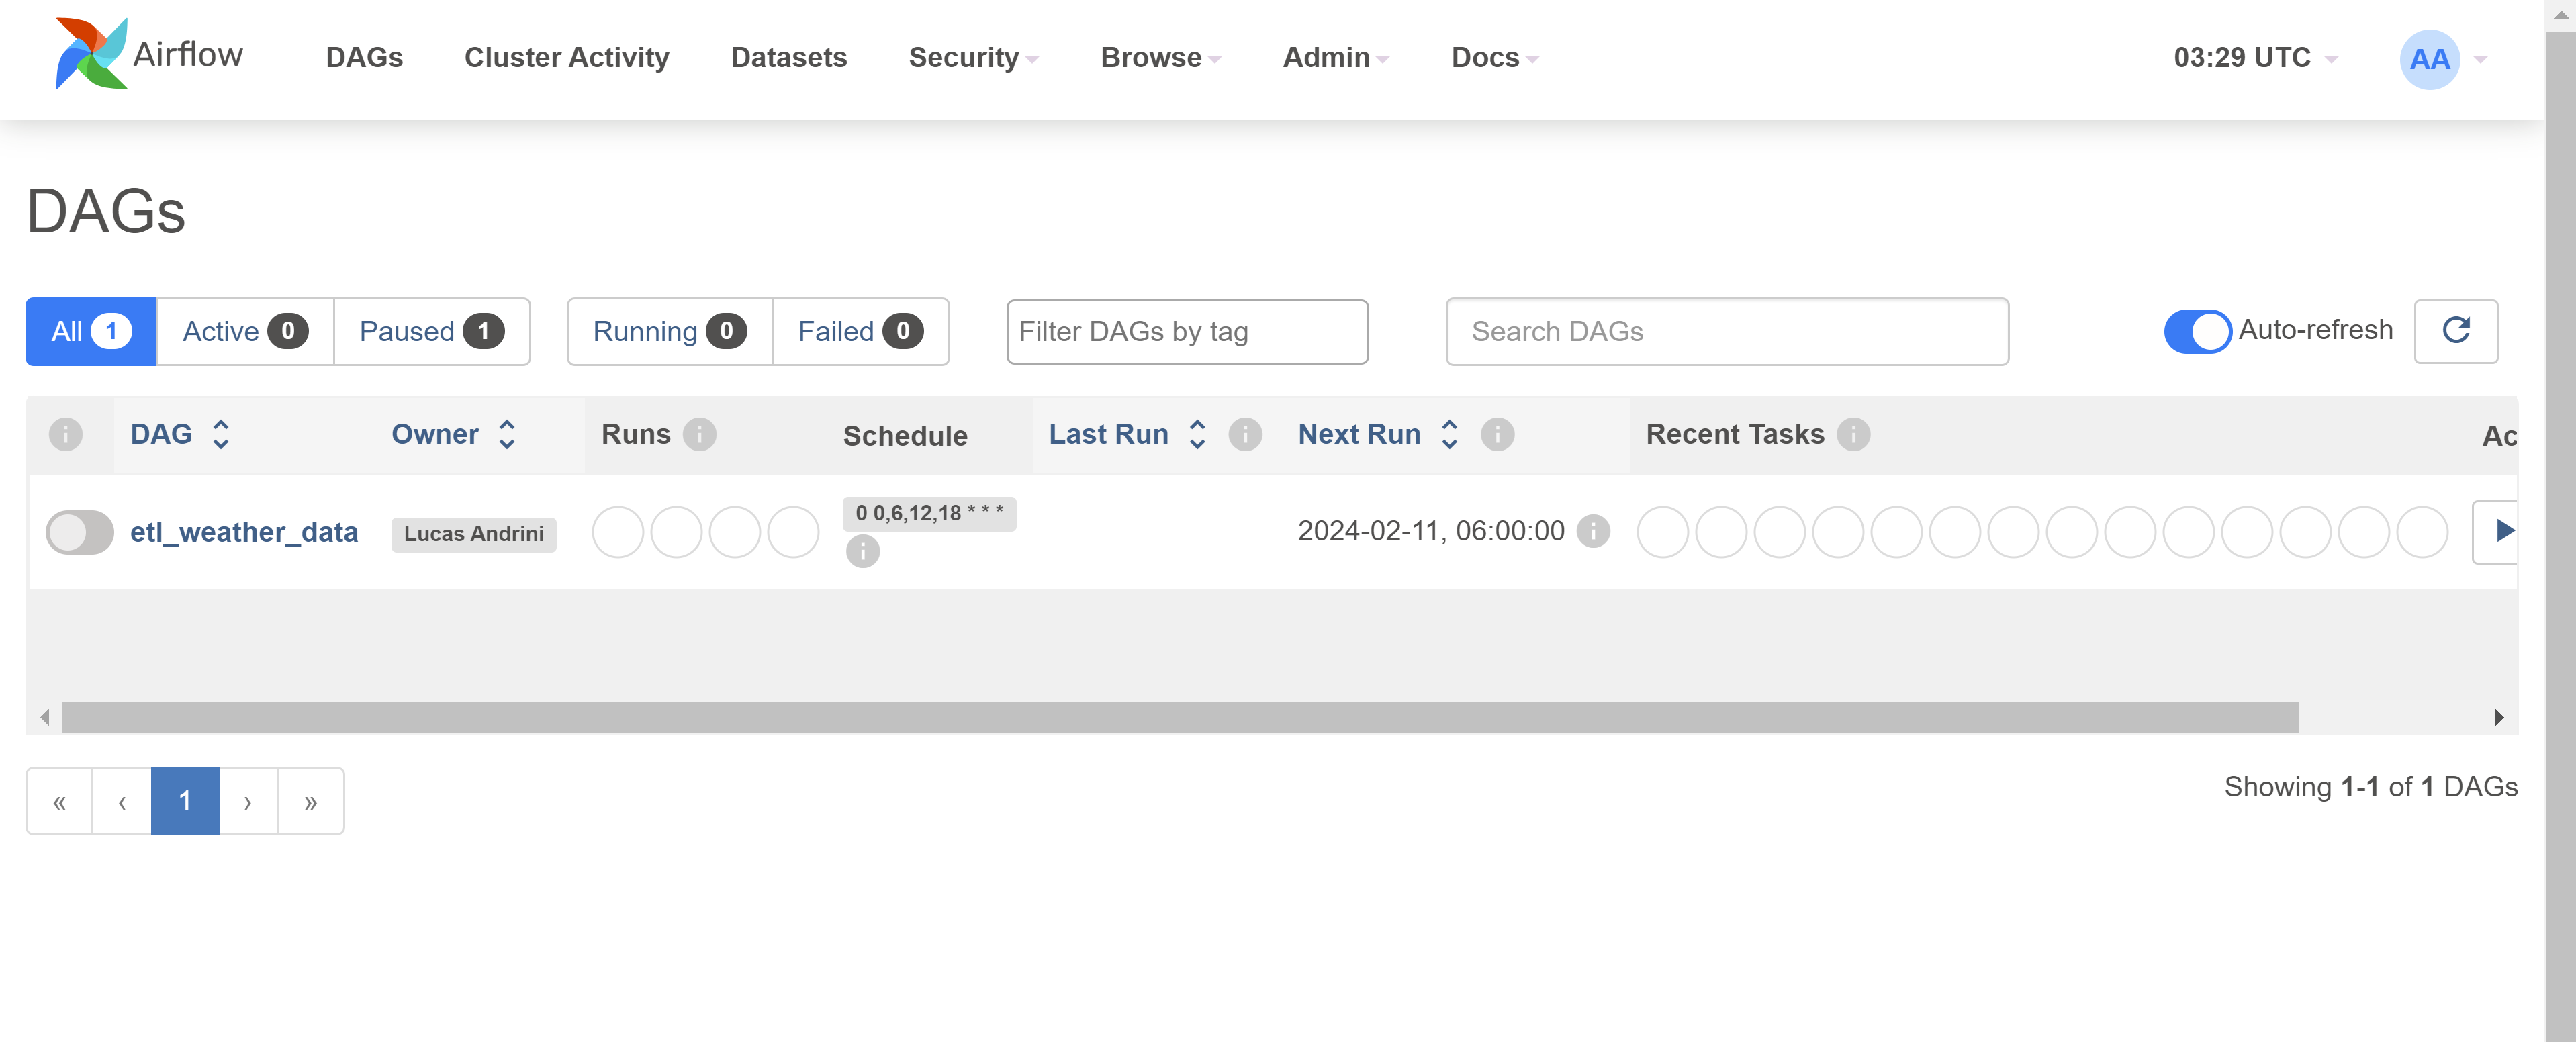 Airflow DAGs Cluster Activity Datasets Security Browse Admin Docs 03:29 UTC AA
DAGs
All 1 Active 0 Paused 1 Running 0 Failed 0 Filter DAGs by tag Search DAGs Auto-refresh
DAG Owner Runs Schedule Last Run Next Run Recent Tasks Ac
etl_weather_data Lucas Andrini 0 0,6,12,18 * * * 2024-02-11, 06:00:00
« ‹ 1 › » Showing 1-1 of 1 DAGs